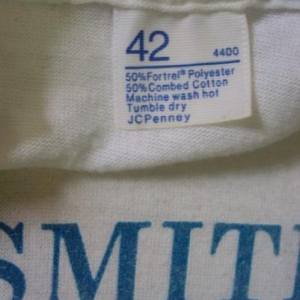 42 4400
50%Fortrel® Polyester
50%Combed Cotton
Machine wash hot
Tumble dry
JCPenney
SMITH